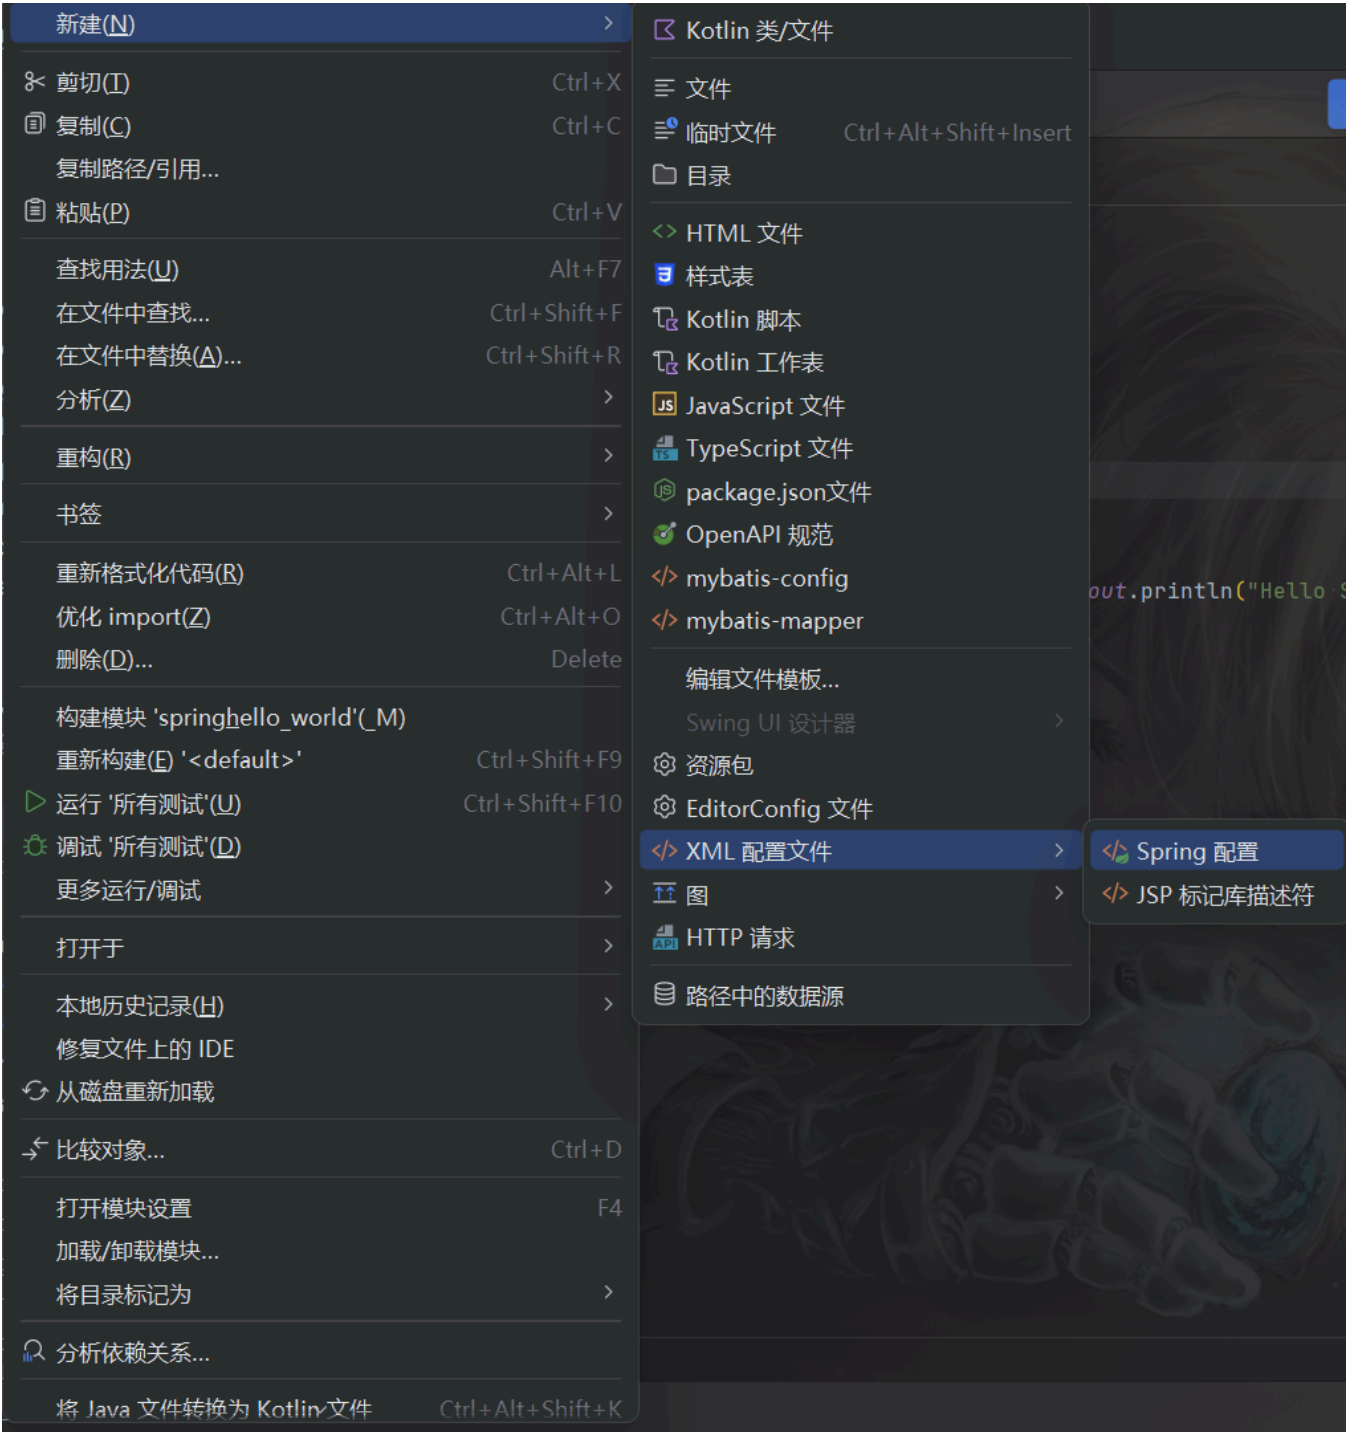 新建(N)
剪切(T) Ctrl+X
复制(C) Ctrl+C
复制路径/引用...
粘贴(P) Ctrl+V
查找用法(U) Alt+F7
在文件中查找... Ctrl+Shift+F
在文件中替换(A)... Ctrl+Shift+R
分析(Z)
重构(R)
书签
重新格式化代码(R) Ctrl+Alt+L
优化 import(Z) Ctrl+Alt+O
删除(D)... Delete
构建模块 'springhello_world'(_M)
重新构建(E) '<default>' Ctrl+Shift+F9
运行 '所有测试'(U) Ctrl+Shift+F10
调试 '所有测试'(D)
更多运行/调试
打开于
本地历史记录(H)
修复文件上的 IDE
从磁盘重新加载
比较对象... Ctrl+D
打开模块设置 F4
加载/卸载模块...
将目录标记为
分析依赖关系...
将 Java 文件转换为 Kotlin 文件 Ctrl+Alt+Shift+K
Kotlin 类/文件
文件
临时文件 Ctrl+Alt+Shift+Insert
目录
HTML 文件
样式表
Kotlin 脚本
Kotlin 工作表
JavaScript 文件
TypeScript 文件
package.json文件
OpenAPI 规范
mybatis-config
mybatis-mapper
编辑文件模板...
Swing UI 设计器
资源包
EditorConfig 文件
XML 配置文件
图
HTTP 请求
路径中的数据源
Spring 配置
JSP 标记库描述符
out.println("Hello S